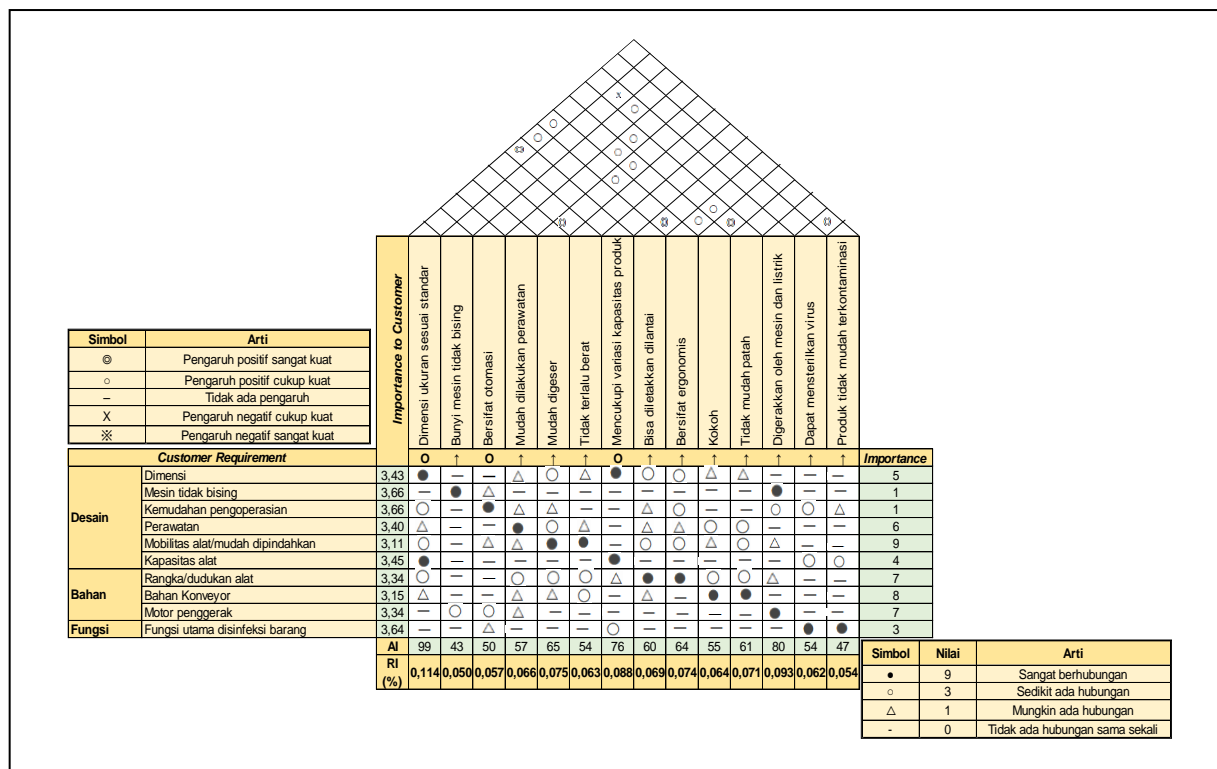 Importance to Customer
Dimensi ukuran sesuai standar
Bunyi mesin tidak bising
Bersifat otomasi
Mudah dilakukan perawatan
Mudah digeser
Tidak terlalu berat
Mencukupi variasi kapasitas produk
Bisa diletakkan dilantai
Bersifat ergonomis
Kokoh
Tidak mudah patah
Digerakkan oleh mesin dan listrik
Dapat mensterilkan virus
Produk tidak mudah terkontaminasi
Simbol Arti
◎ Pengaruh positif sangat kuat
○ Pengaruh positif cukup kuat
– Tidak ada pengaruh
X Pengaruh negatif cukup kuat
※ Pengaruh negatif sangat kuat
Customer Requirement O ↑ O ↑ ↑ ↑ O ↑ ↑ ↑ ↑ ↑ ↑ ↑ Importance
Desain
Dimensi 3,43 ● — — △ ○ △ ● ○ ○ △ △ — — — 5
Mesin tidak bising 3,66 — ● △ — — — — — — — — ● — — 1
Kemudahan pengoperasian 3,66 ○ — ● △ △ — — △ ○ — — ○ ○ △ 1
Perawatan 3,40 △ — — ● ○ △ — △ △ ○ ○ — — — 6
Mobilitas alat/mudah dipindahkan 3,11 ○ — △ △ ● ● — ○ ○ △ ○ △ — — 9
Kapasitas alat 3,45 ● — — — — — ● — — — — — ○ ○ 4
Bahan
Rangka/dudukan alat 3,34 ○ — — ○ ○ ○ △ ● ● ○ ○ △ — — 7
Bahan Konveyor 3,15 △ — — △ △ ○ — △ — ● ● — — — 8
Motor penggerak 3,34 — ○ ○ △ — — — — — — — ● — — 7
Fungsi
Fungsi utama disinfeksi barang 3,64 — — △ — — — ○ — — — — — ● ● 3
AI 99 43 50 57 65 54 76 60 64 55 61 80 54 47
RI (%) 0,114 0,050 0,057 0,066 0,075 0,063 0,088 0,069 0,074 0,064 0,071 0,093 0,062 0,054
Simbol Nilai Arti
● 9 Sangat berhubungan
○ 3 Sedikit ada hubungan
△ 1 Mungkin ada hubungan
- 0 Tidak ada hubungan sama sekali